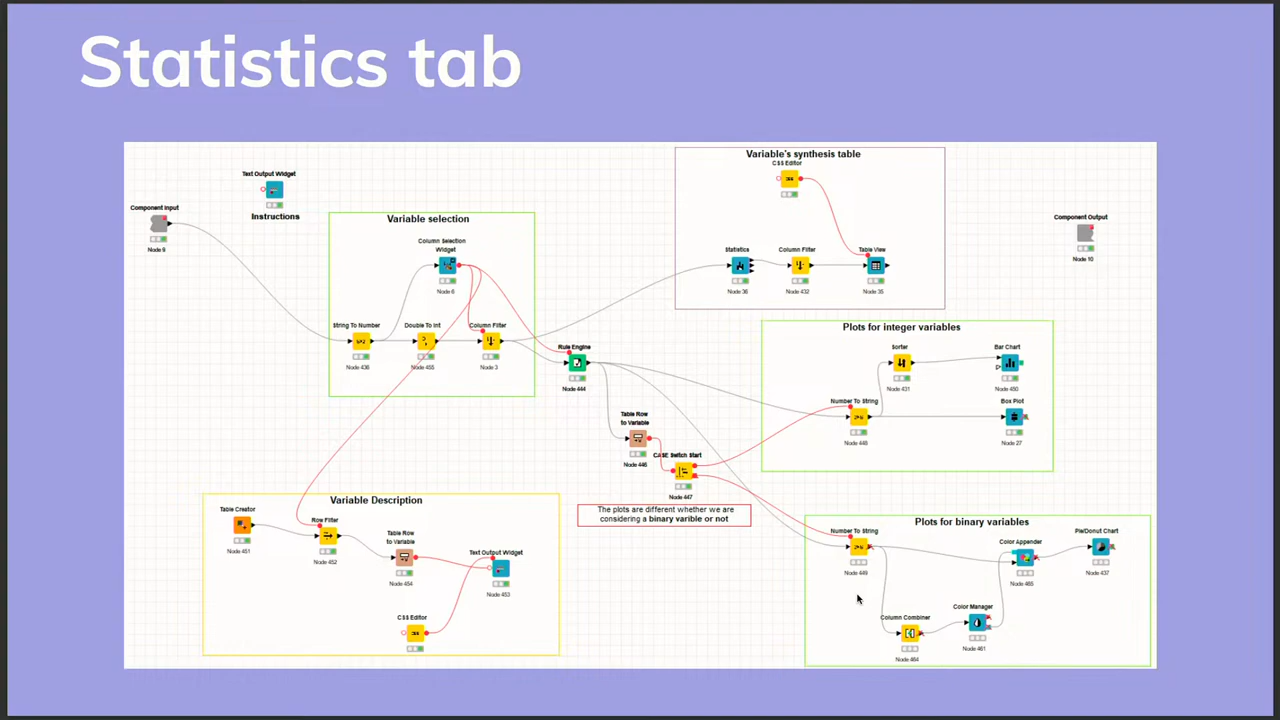 Statistics tab
Variable's synthesis table
CSS Editor
Text Output Widget
Instructions
Component Input
Node 9
Variable selection
Column Selection
Widget
Node 6
String To Number
Node 436
Double To Int
Node 455
Column Filter
Node 3
Statistics
Node 36
Column Filter
Node 432
Table View
Node 35
Component Output
Node 10
Rule Engine
Node 444
Plots for integer variables
Sorter
Node 431
Bar Chart
Node 450
Number To String
Node 448
Box Plot
Node 27
Table Row
to Variable
Node 446
CASE Switch Start
Node 447
The plots are different whether we are
considering a binary varible or not
Variable Description
Table Creator
Node 451
Row Filter
Node 452
Table Row
to Variable
Node 454
Text Output Widget
Node 453
CSS Editor
Plots for binary variables
Number To String
Node 449
Color Appender
Node 465
Pie/Donut Chart
Node 437
Column Combiner
Node 464
Color Manager
Node 461